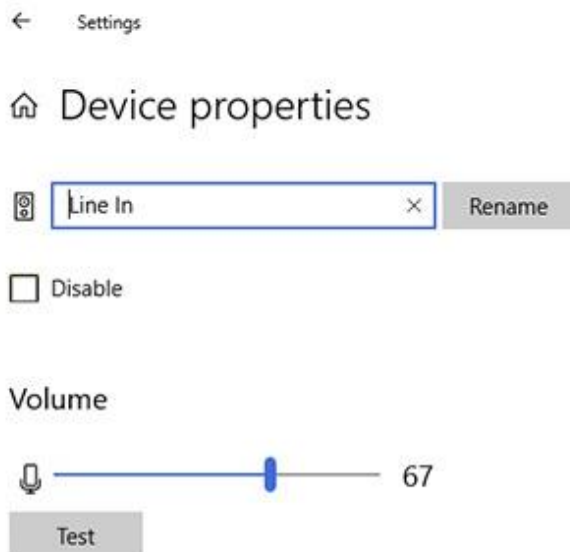 Settings
Device properties
Line In
Rename
Disable
Volume
67
Test